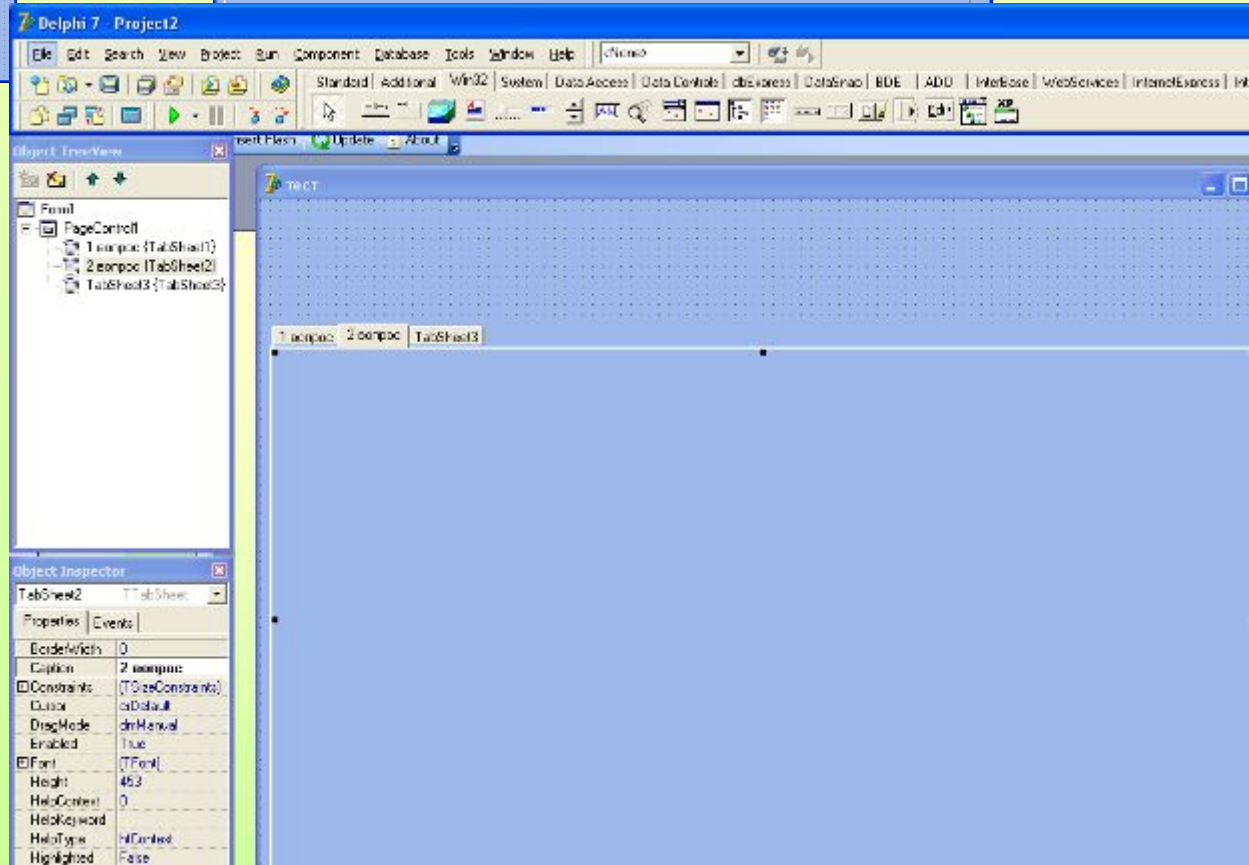 Delphi 7 - Project2
File Edit Search View Project Run Component Database Tools Window Help <None>
Standard Additional Win32 System Data Access Data Controls dbExpress DataSnap BDE ADO InterBase WebServices InternetExpress Int
nsert Flash Update About
Object TreeView
тест
Form1
PageControl1
1 вопрос {TabSheet1}
2 вопрос {TabSheet2}
TabSheet3 {TabSheet3}
1 вопрос 2 вопрос TabSheet3
Object Inspector
TabSheet2 TTabSheet
Properties Events
BorderWidth 0
Caption 2 вопрос
Constraints (TSizeConstraints)
Cursor crDefault
DragMode dmManual
Enabled True
Font (TFont)
Height 453
HelpContext 0
HelpKeyword
HelpType htContext
Highlighted False